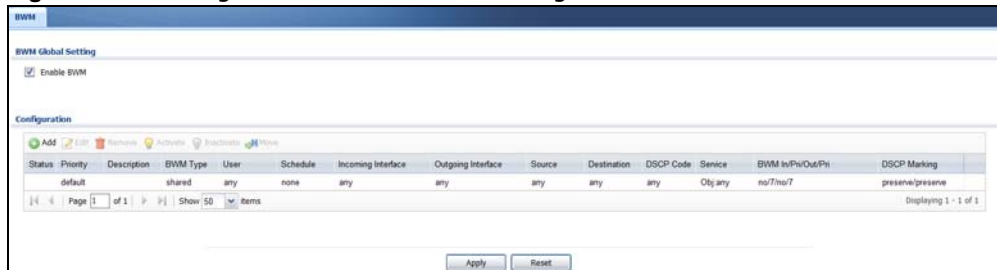 BWM
BWM Global Setting
Enable BWM
Configuration
Add Edit Remove Activate Inactivate Move
Status Priority Description BWM Type User Schedule Incoming Interface Outgoing Interface Source Destination DSCP Code Service BWM In/Pri/Out/Pri DSCP Marking
default shared any none any any any any any Obj:any no/7/no/7 preserve/preserve
Page 1 of 1 Show 50 items Displaying 1 - 1 of 1
Apply Reset